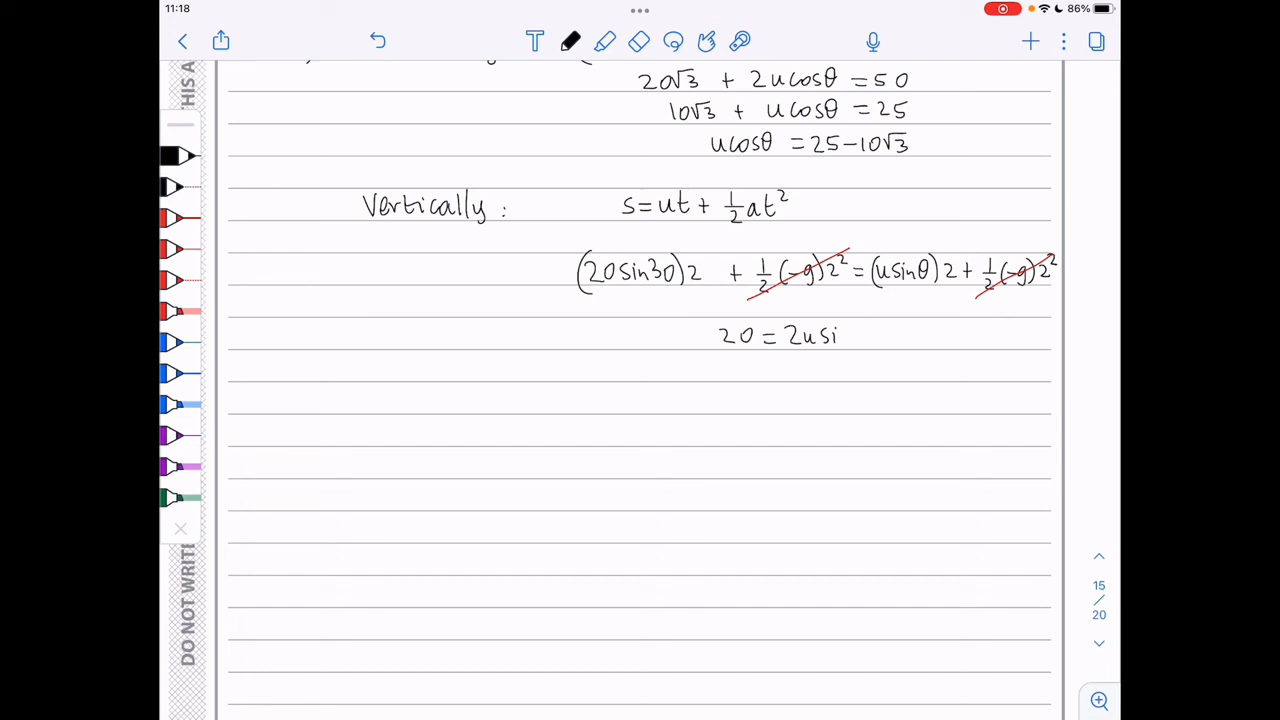 11:18
86%
THIS A
20√3 + 2ucosθ = 50
10√3 + ucosθ = 25
ucosθ = 25-10√3
Vertically: s=ut + ½at²
(20sin30)2 + ½(-g)2² = (usinθ)2 + ½(-g)2²
20 = 2usi
DO NOT WRITE
15
/
20